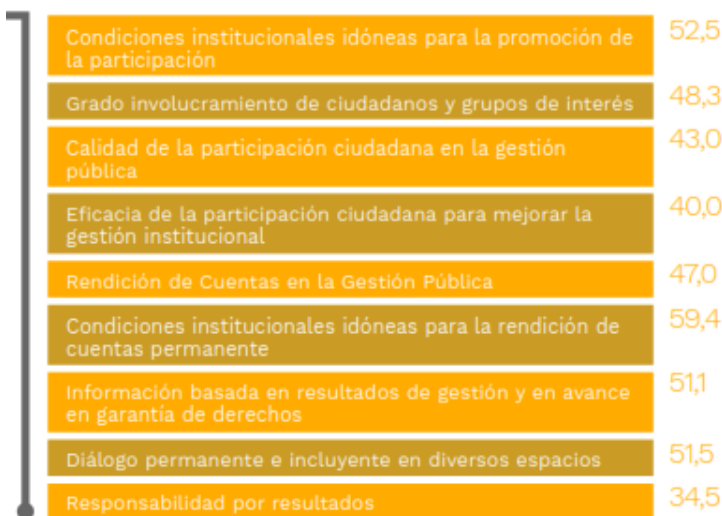 Condiciones institucionales idóneas para la promoción de
la participación
52,5
Grado involucramiento de ciudadanos y grupos de interés
48,3
Calidad de la participación ciudadana en la gestión
pública
43,0
Eficacia de la participación ciudadana para mejorar la
gestión institucional
40,0
Rendición de Cuentas en la Gestión Pública
47,0
Condiciones institucionales idóneas para la rendición de
cuentas permanente
59,4
Información basada en resultados de gestión y en avance
en garantía de derechos
51,1
Diálogo permanente e incluyente en diversos espacios
51,5
Responsabilidad por resultados
34,5